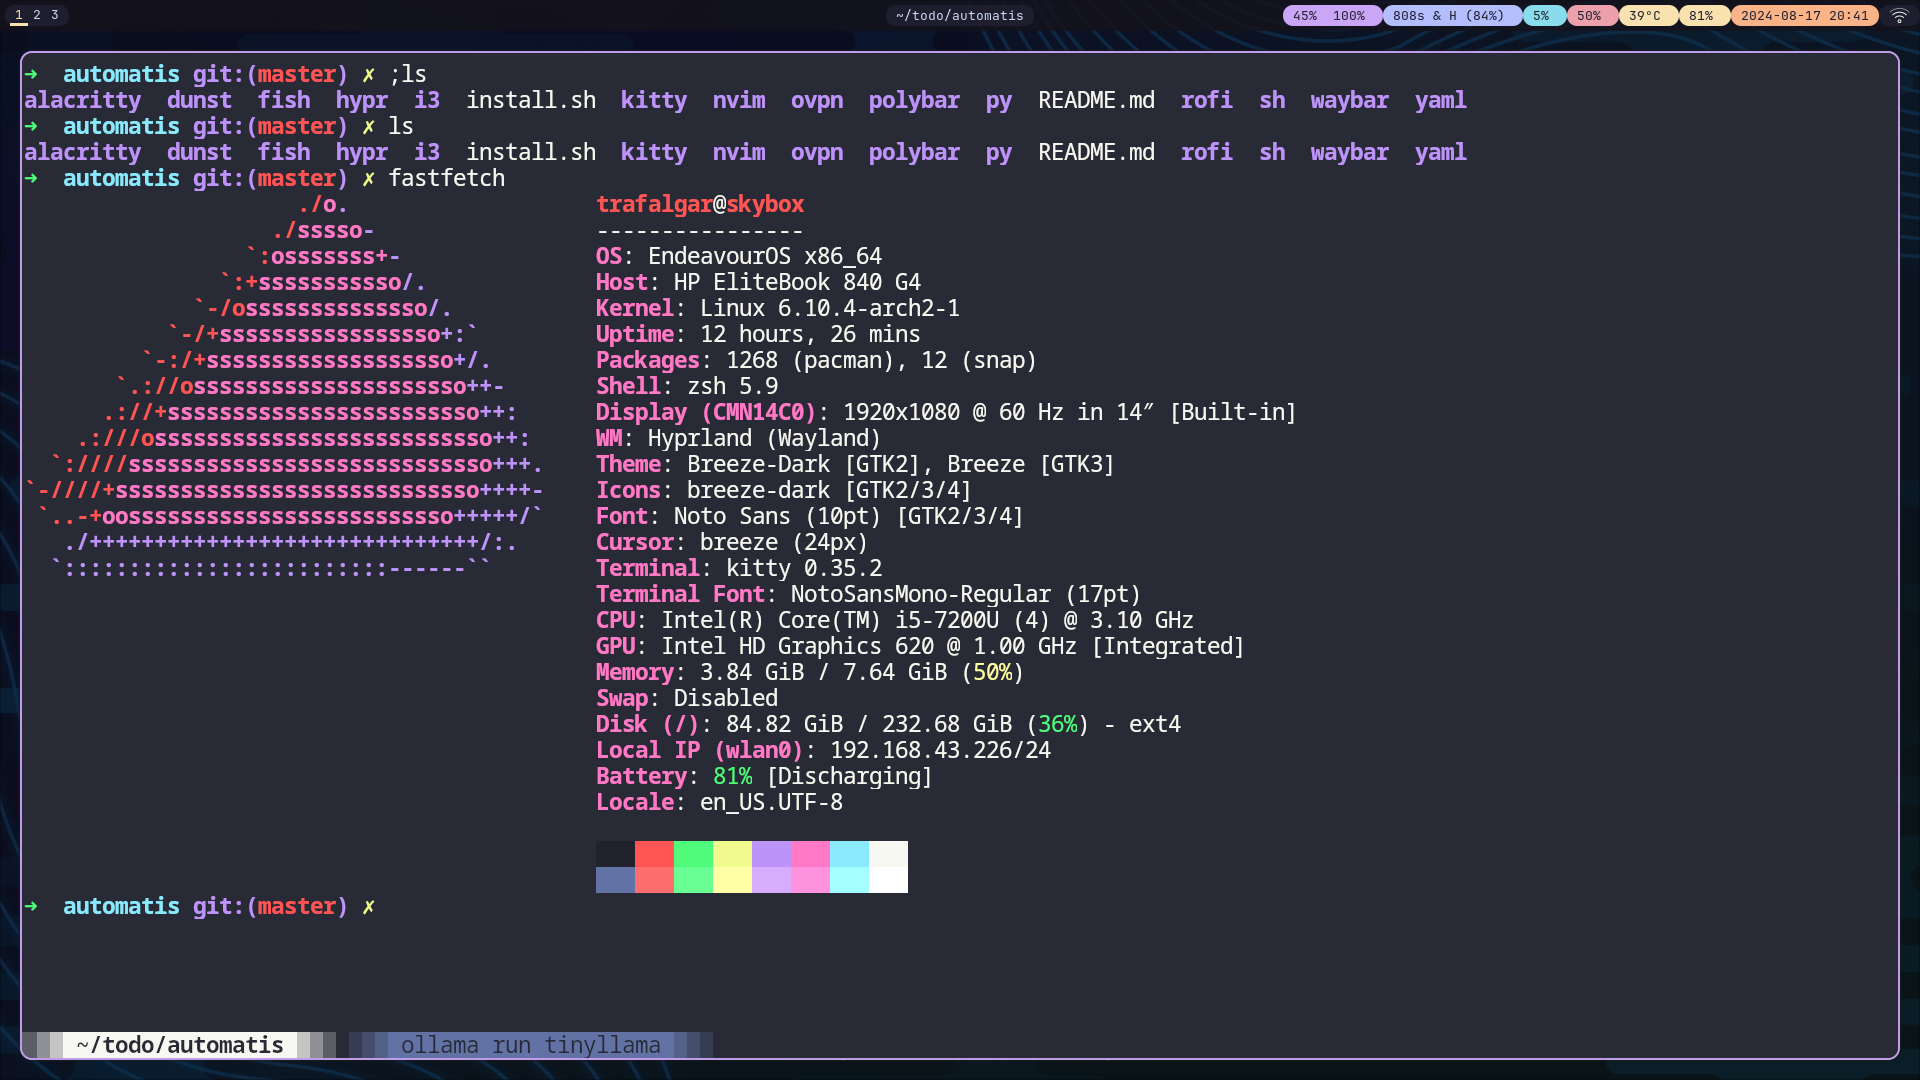 1 2 3
~/todo/automatis
45% 100% 808s & H (84%) 5% 50% 39°C 81% 2024-08-17 20:41
➜ automatis git:(master) ✗ ;ls
alacritty dunst fish hypr i3 install.sh kitty nvim ovpn polybar py README.md rofi sh waybar yaml
➜ automatis git:(master) ✗ ls
alacritty dunst fish hypr i3 install.sh kitty nvim ovpn polybar py README.md rofi sh waybar yaml
➜ automatis git:(master) ✗ fastfetch
./o. trafalgar@skybox
./sssso- ----------------
`:osssssss+- OS: EndeavourOS x86_64
`:+sssssssssso/. Host: HP EliteBook 840 G4
`-/ossssssssssssso/. Kernel: Linux 6.10.4-arch2-1
`-/+sssssssssssssssso+:` Uptime: 12 hours, 26 mins
`-:/+sssssssssssssssssso+/. Packages: 1268 (pacman), 12 (snap)
`.://osssssssssssssssssssso++- Shell: zsh 5.9
.://+ssssssssssssssssssssssso++: Display (CMN14C0): 1920x1080 @ 60 Hz in 14″ [Built-in]
.:///ossssssssssssssssssssssssso++: WM: Hyprland (Wayland)
`:////ssssssssssssssssssssssssssso+++. Theme: Breeze-Dark [GTK2], Breeze [GTK3]
`-////+ssssssssssssssssssssssssssso++++- Icons: breeze-dark [GTK2/3/4]
`..-+oosssssssssssssssssssssssso+++++/` Font: Noto Sans (10pt) [GTK2/3/4]
./++++++++++++++++++++++++++++++/:. Cursor: breeze (24px)
`:::::::::::::::::::::::::------`` Terminal: kitty 0.35.2
Terminal Font: NotoSansMono-Regular (17pt)
CPU: Intel(R) Core(TM) i5-7200U (4) @ 3.10 GHz
GPU: Intel HD Graphics 620 @ 1.00 GHz [Integrated]
Memory: 3.84 GiB / 7.64 GiB (50%)
Swap: Disabled
Disk (/): 84.82 GiB / 232.68 GiB (36%) - ext4
Local IP (wlan0): 192.168.43.226/24
Battery: 81% [Discharging]
Locale: en_US.UTF-8
➜ automatis git:(master) ✗
~/todo/automatis ollama run tinyllama